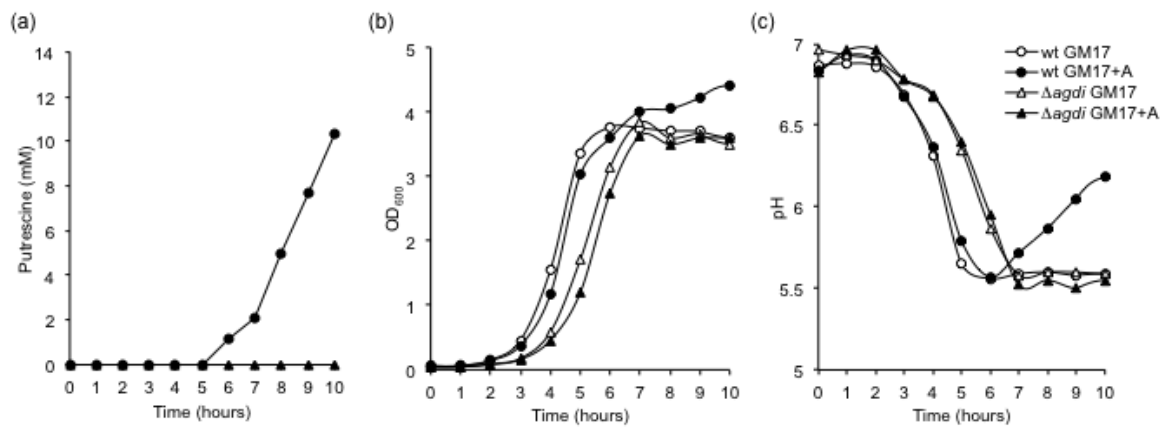 (a)
Putrescine (mM)
14
12
10
8
6
4
2
0
0 1 2 3 4 5 6 7 8 9 10
Time (hours)
(b)
OD600
5
4
3
2
1
0
0 1 2 3 4 5 6 7 8 9 10
Time (hours)
(c)
pH
7
6.5
6
5.5
5
0 1 2 3 4 5 6 7 8 9 10
Time (hours)
wt GM17
wt GM17+A
Δagdi GM17
Δagdi GM17+A